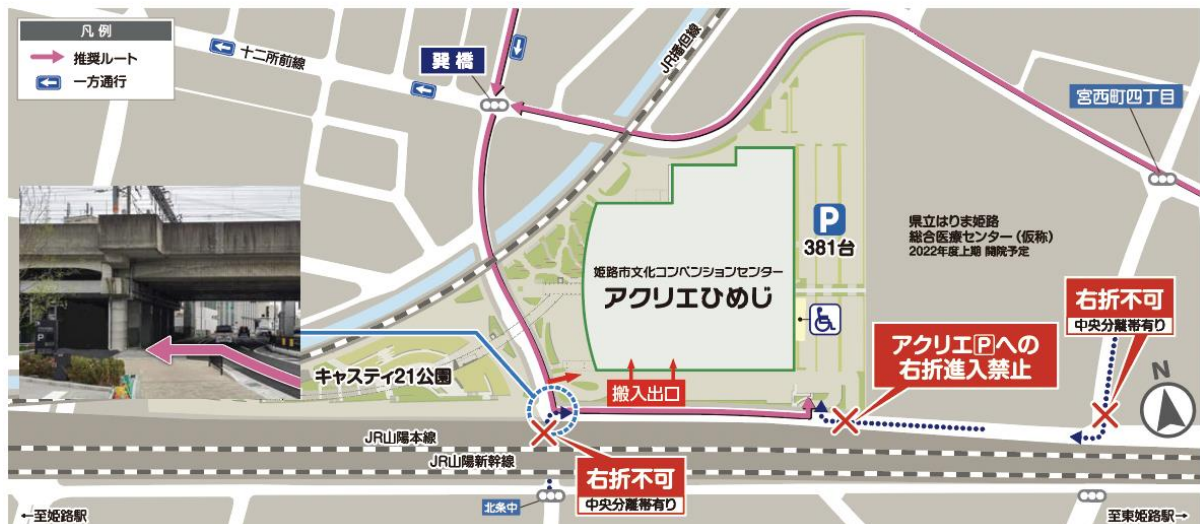 凡例
推奨ルート
一方通行
十二所前線
巽橋
JR播但線
宮西町四丁目
P
381台
県立はりま姫路
総合医療センター(仮称)
2022年度上期 開院予定
姫路市文化コンベンションセンター
アクリエひめじ
右折不可
中央分離帯有り
アクリエPへの
右折進入禁止
N
キャスティ21公園
搬入出口
JR山陽本線
JR山陽新幹線
右折不可
中央分離帯有り
北条中
←至姫路駅
至東姫路駅→